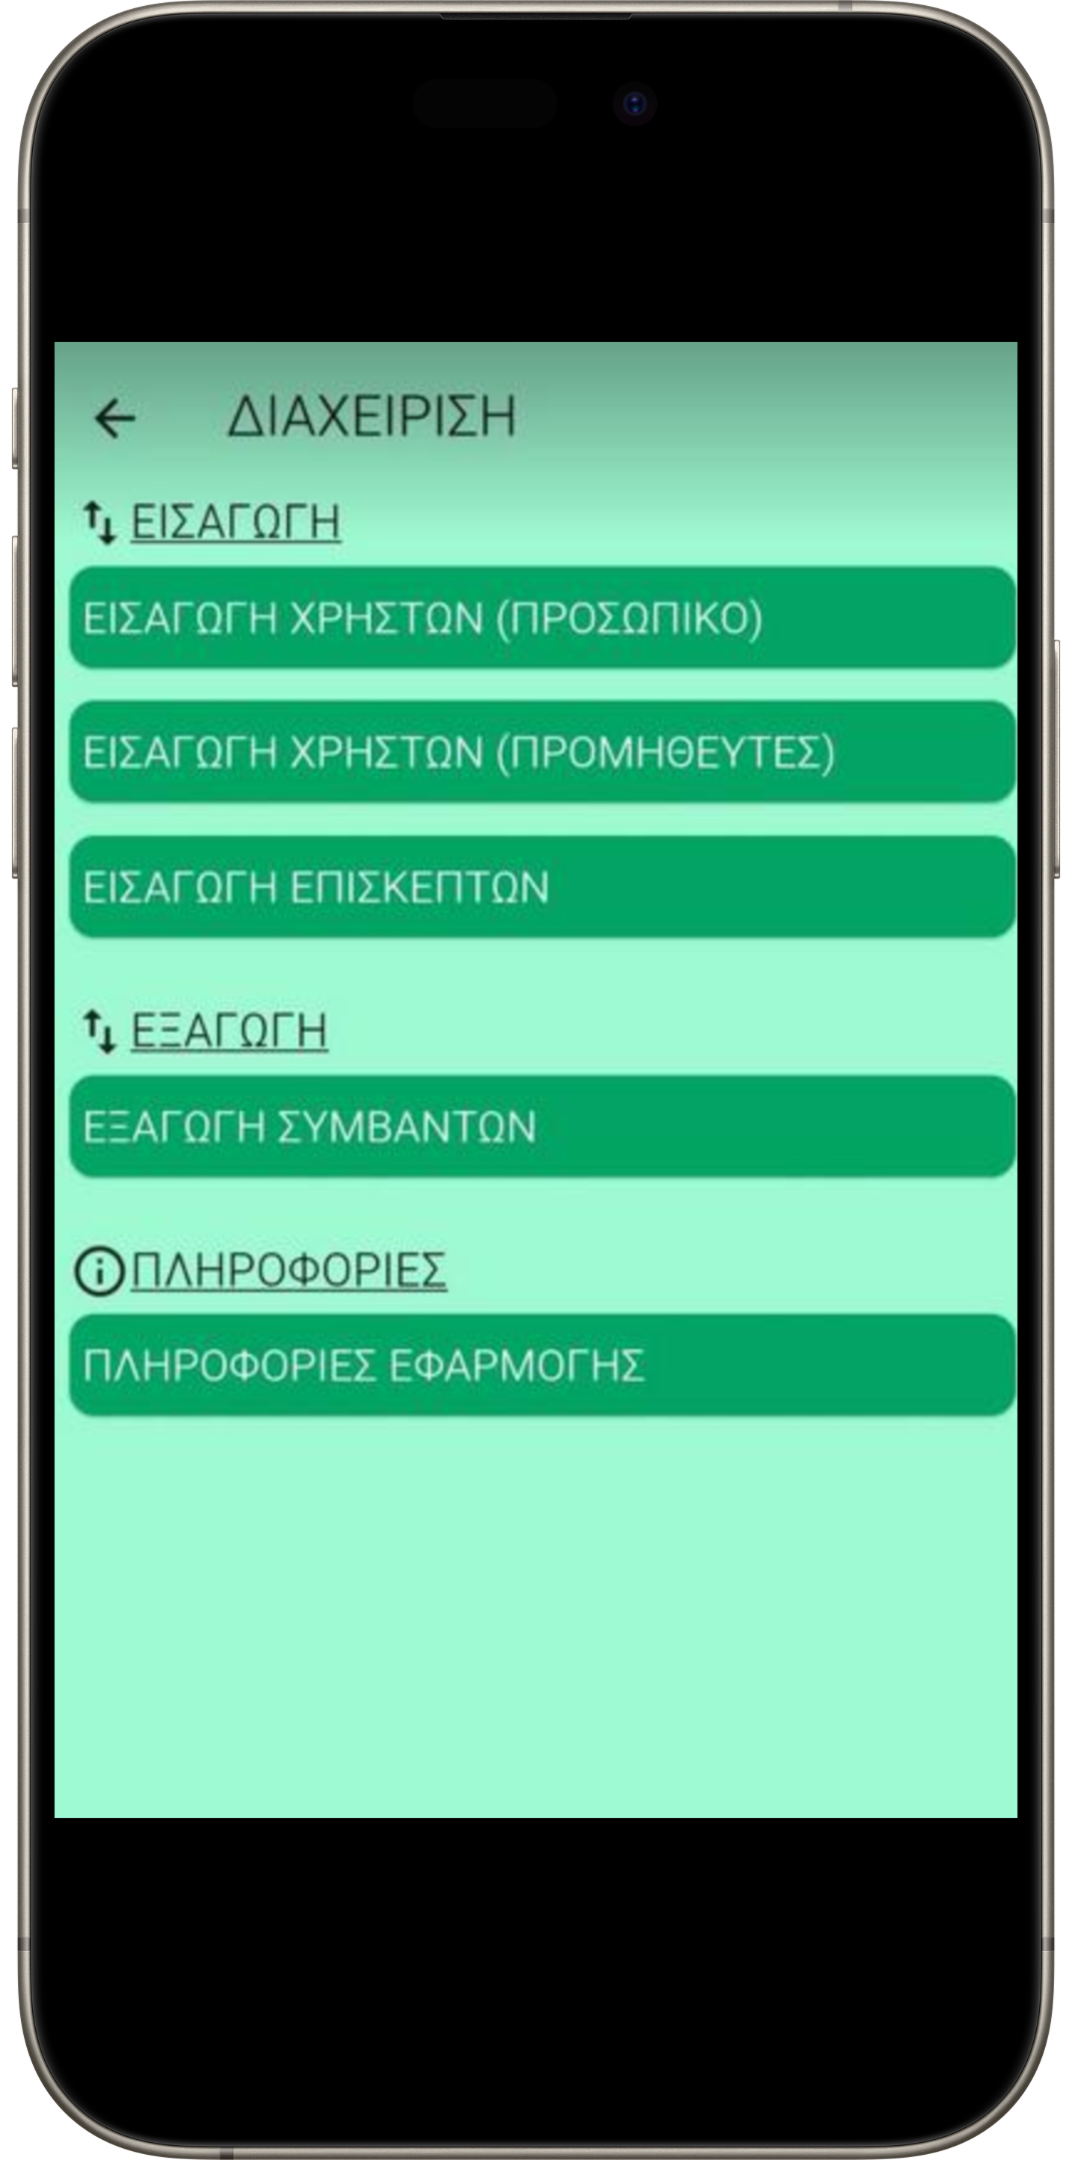 ΔΙΑΧΕΙΡΙΣΗ
ΕΙΣΑΓΩΓΗ
ΕΙΣΑΓΩΓΗ ΧΡΗΣΤΩΝ (ΠΡΟΣΩΠΙΚΟ)
ΕΙΣΑΓΩΓΗ ΧΡΗΣΤΩΝ (ΠΡΟΜΗΘΕΥΤΕΣ)
ΕΙΣΑΓΩΓΗ ΕΠΙΣΚΕΠΤΩΝ
ΕΞΑΓΩΓΗ
ΕΞΑΓΩΓΗ ΣΥΜΒΑΝΤΩΝ
ΠΛΗΡΟΦΟΡΙΕΣ
ΠΛΗΡΟΦΟΡΙΕΣ ΕΦΑΡΜΟΓΗΣ